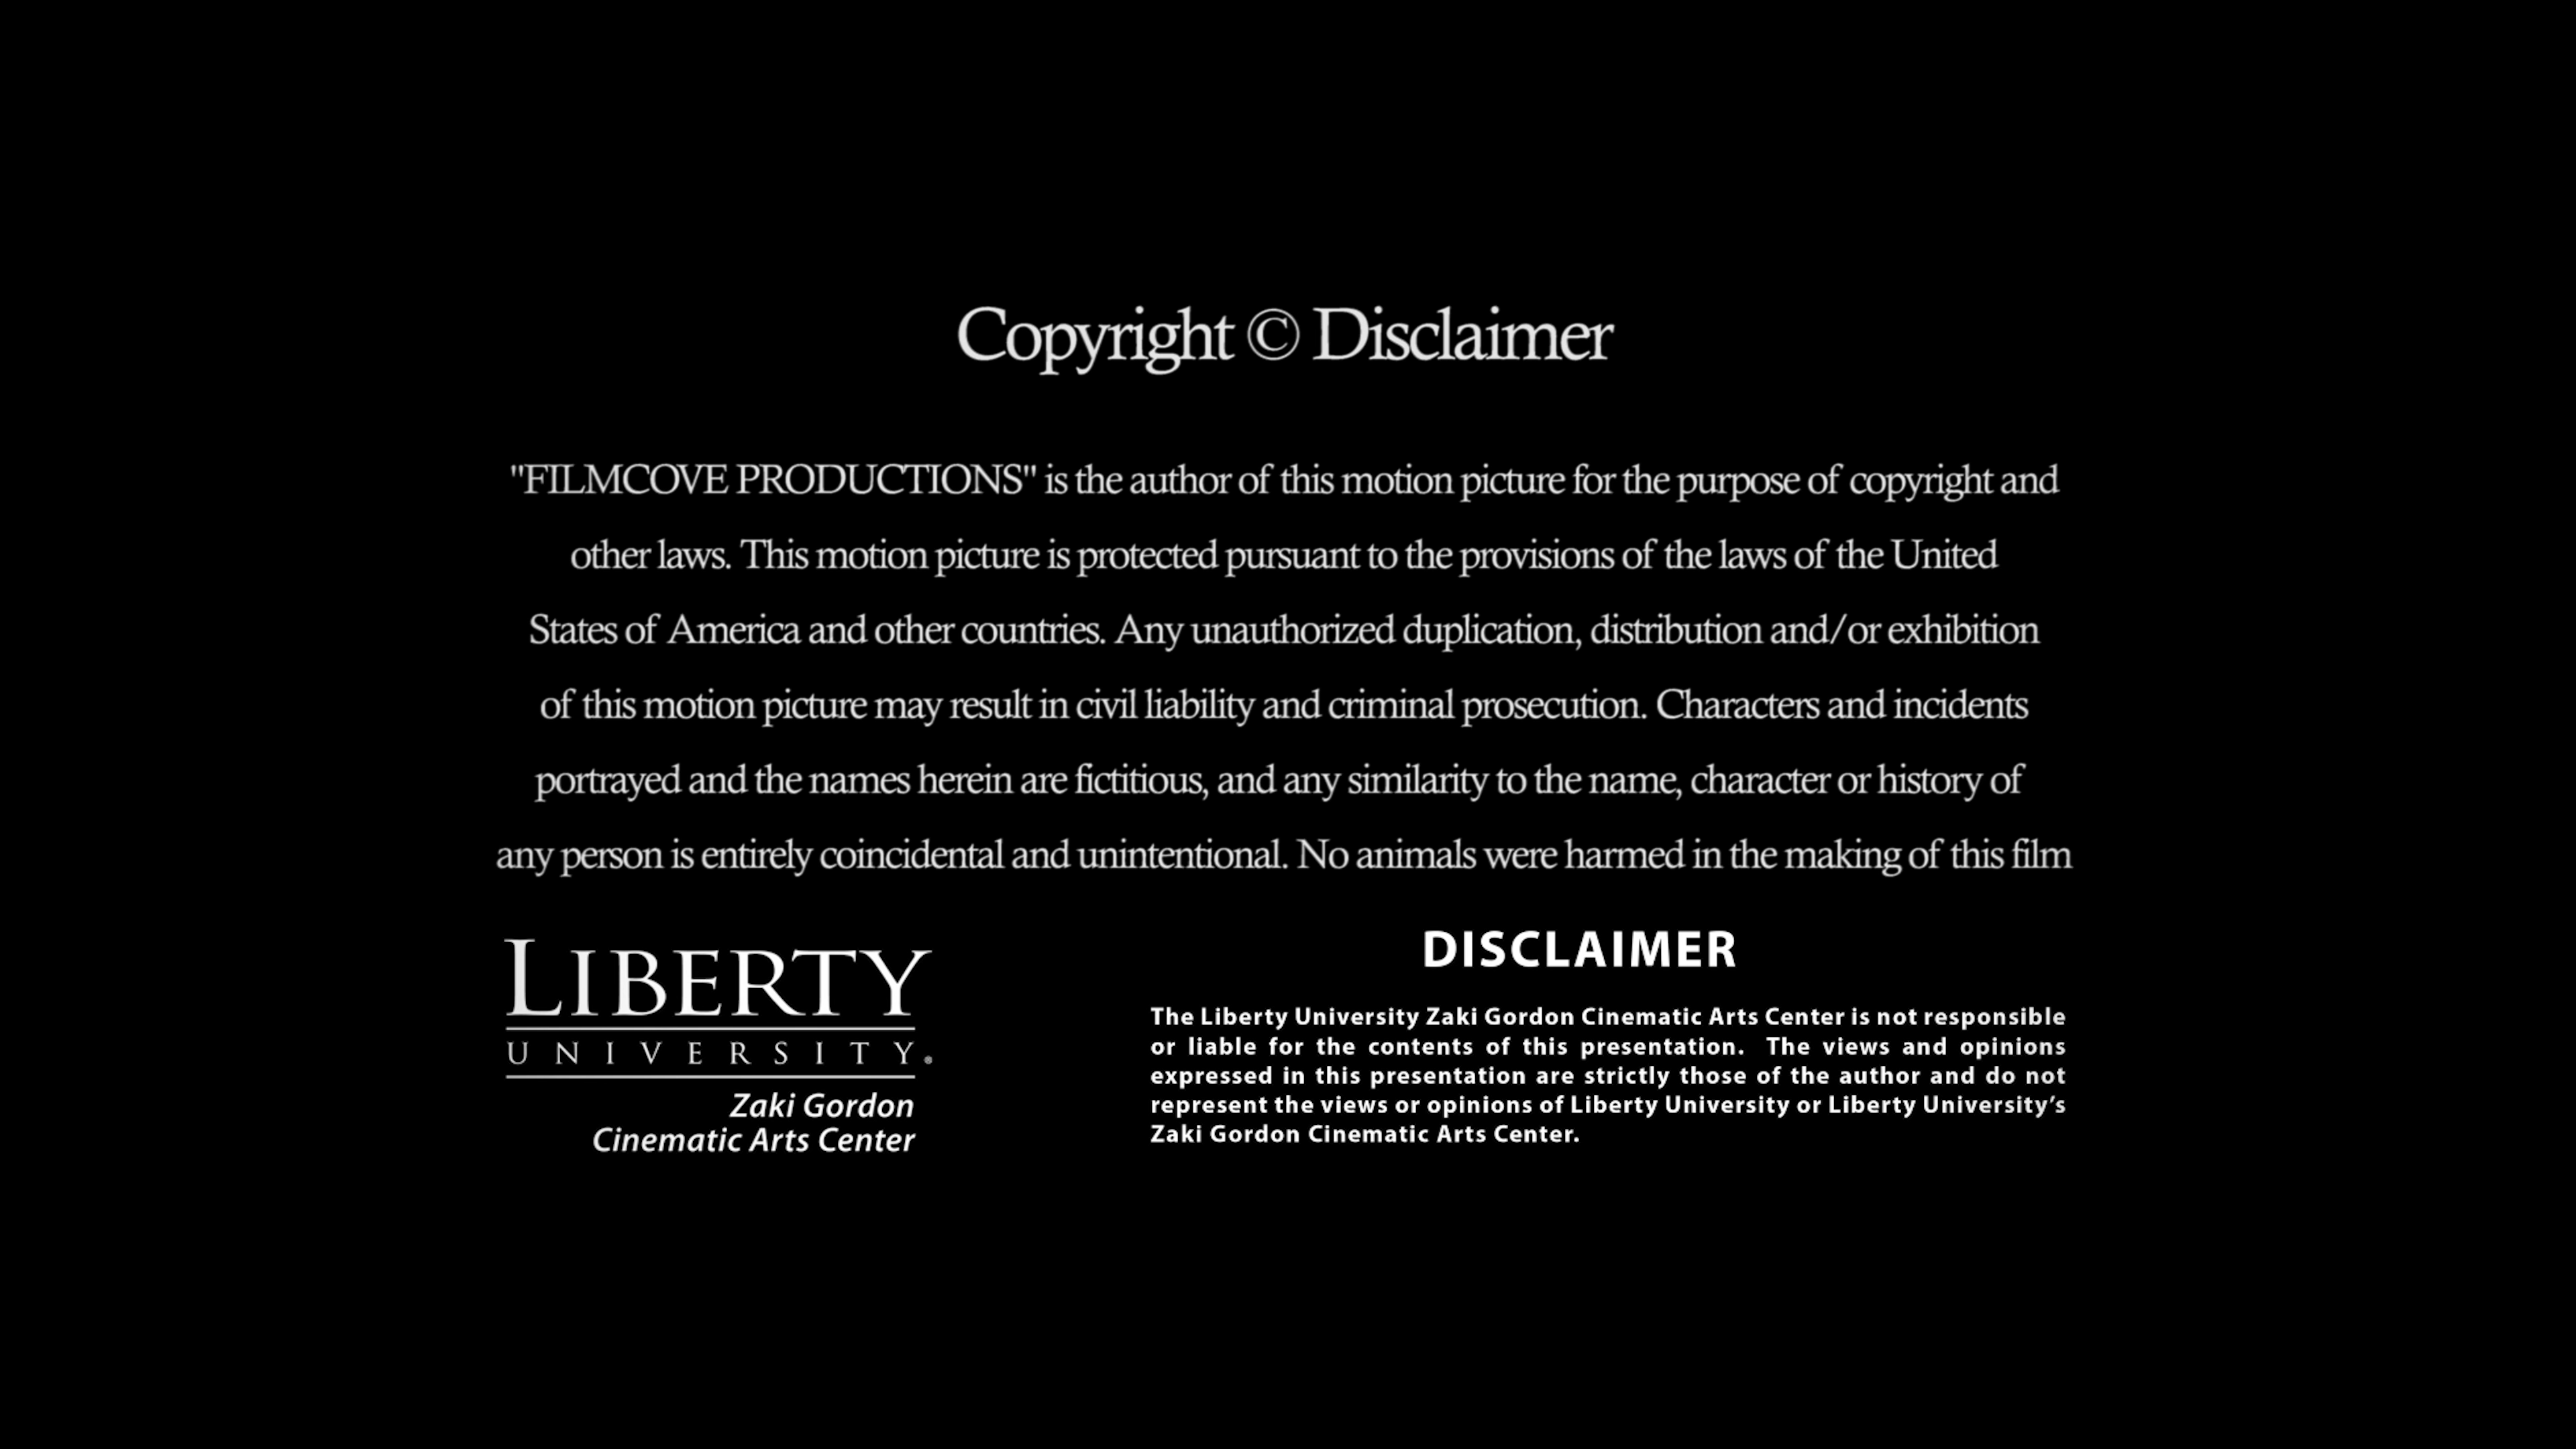 Copyright © Disclaimer
"FILMCOVE PRODUCTIONS" is the author of this motion picture for the purpose of copyright and
other laws. This motion picture is protected pursuant to the provisions of the laws of the United
States of America and other countries. Any unauthorized duplication, distribution and/or exhibition
of this motion picture may result in civil liability and criminal prosecution. Characters and incidents
portrayed and the names herein are fictitious, and any similarity to the name, character or history of
any person is entirely coincidental and unintentional. No animals were harmed in the making of this film
LIBERTY
UNIVERSITY®
Zaki Gordon
Cinematic Arts Center
DISCLAIMER
The Liberty University Zaki Gordon Cinematic Arts Center is not responsible
or liable for the contents of this presentation. The views and opinions
expressed in this presentation are strictly those of the author and do not
represent the views or opinions of Liberty University or Liberty University’s
Zaki Gordon Cinematic Arts Center.